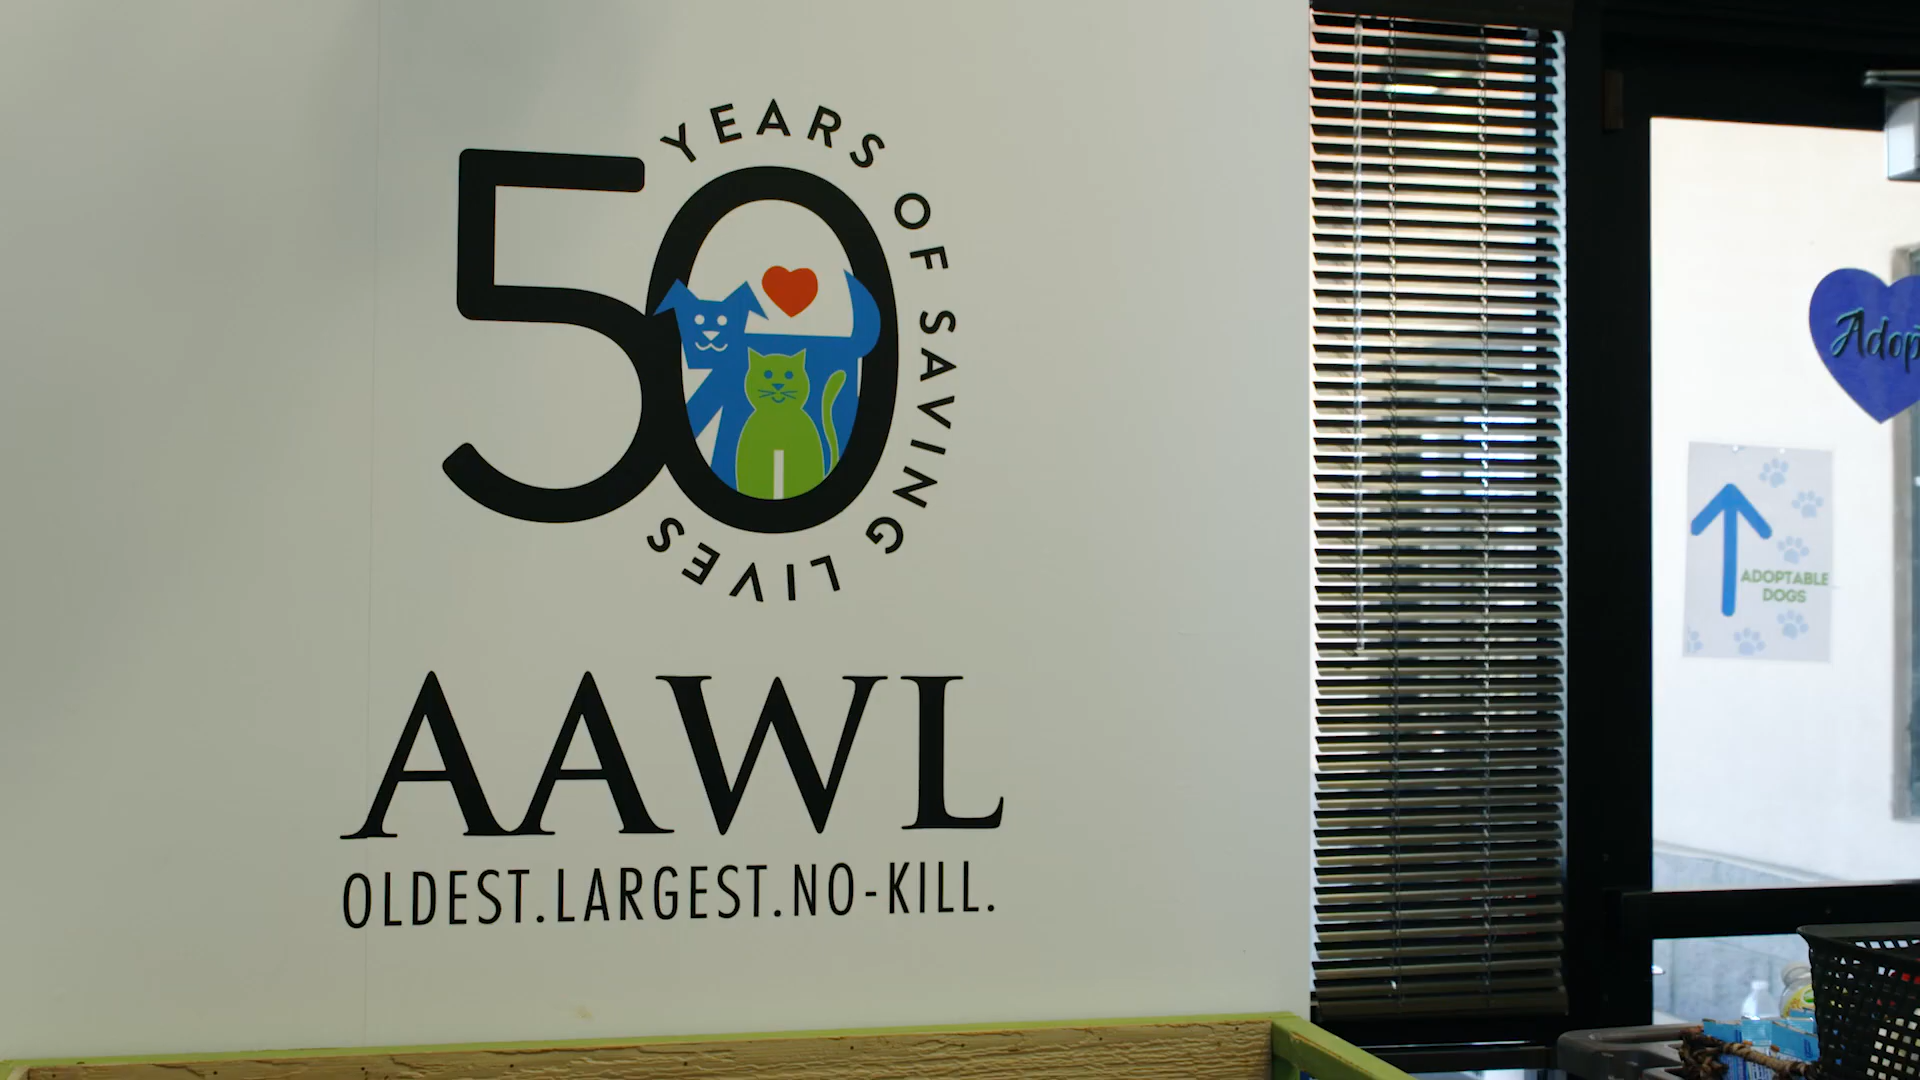 50
YEARS OF SAVING LIVES
AAWL
OLDEST.LARGEST.NO-KILL.
ADOPTABLE
DOGS